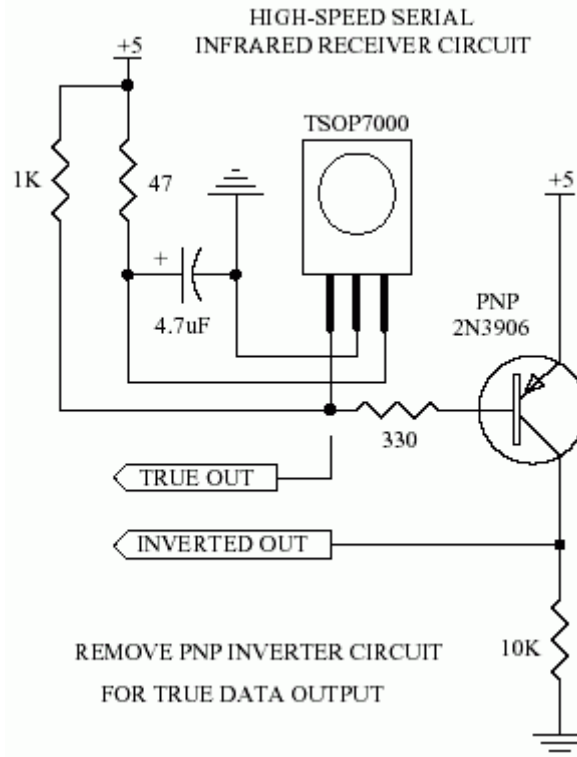 HIGH-SPEED SERIAL
INFRARED RECEIVER CIRCUIT
+5
TSOP7000
1K
47
+5
+
4.7uF
PNP
2N3906
330
TRUE OUT
INVERTED OUT
REMOVE PNP INVERTER CIRCUIT
FOR TRUE DATA OUTPUT
10K